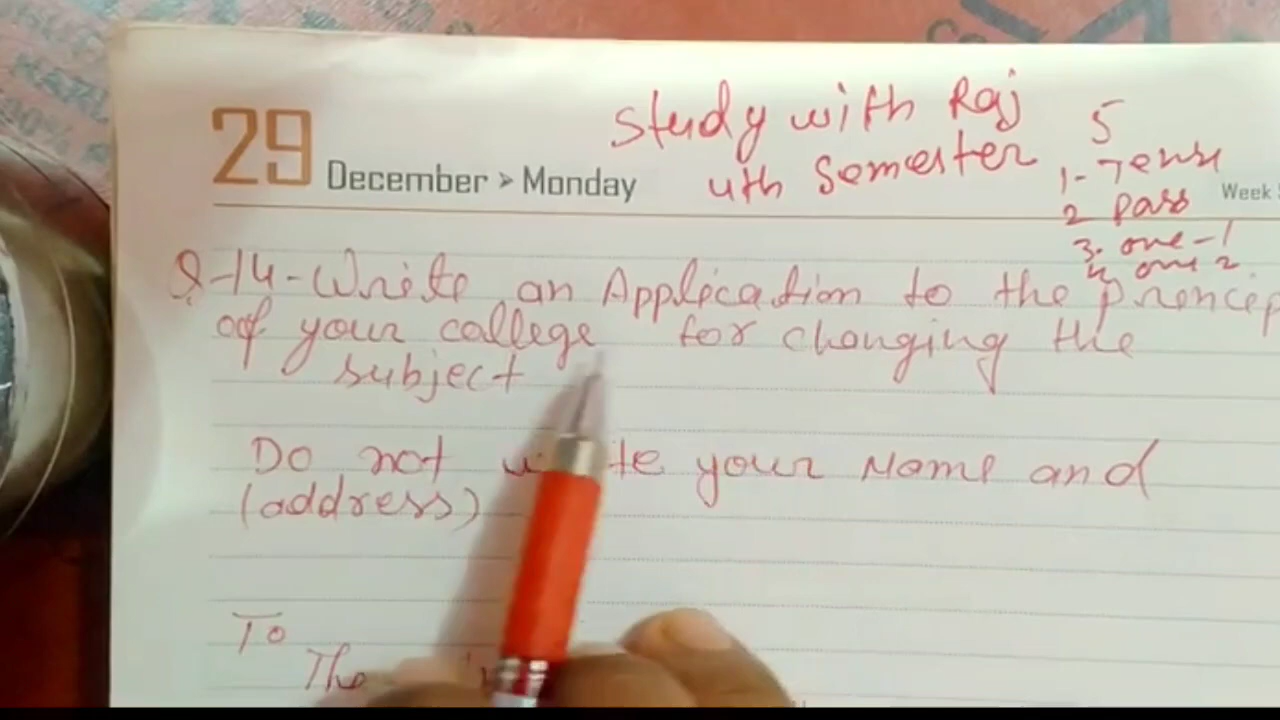 29 December > Monday
Study with Raj
4th Semester
5
1- Tense
2 Pass
3. one-1
4 one 2
Week
Q-14-Write an Application to the Princip
of your college for changing the
subject
Do not write your Name and
(address)
To
The